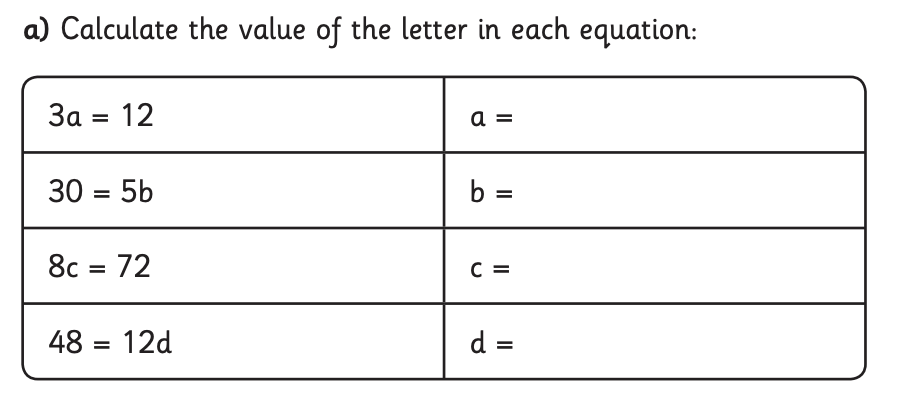 a) Calculate the value of the letter in each equation:
3a = 12 a =
30 = 5b b =
8c = 72 c =
48 = 12d d =